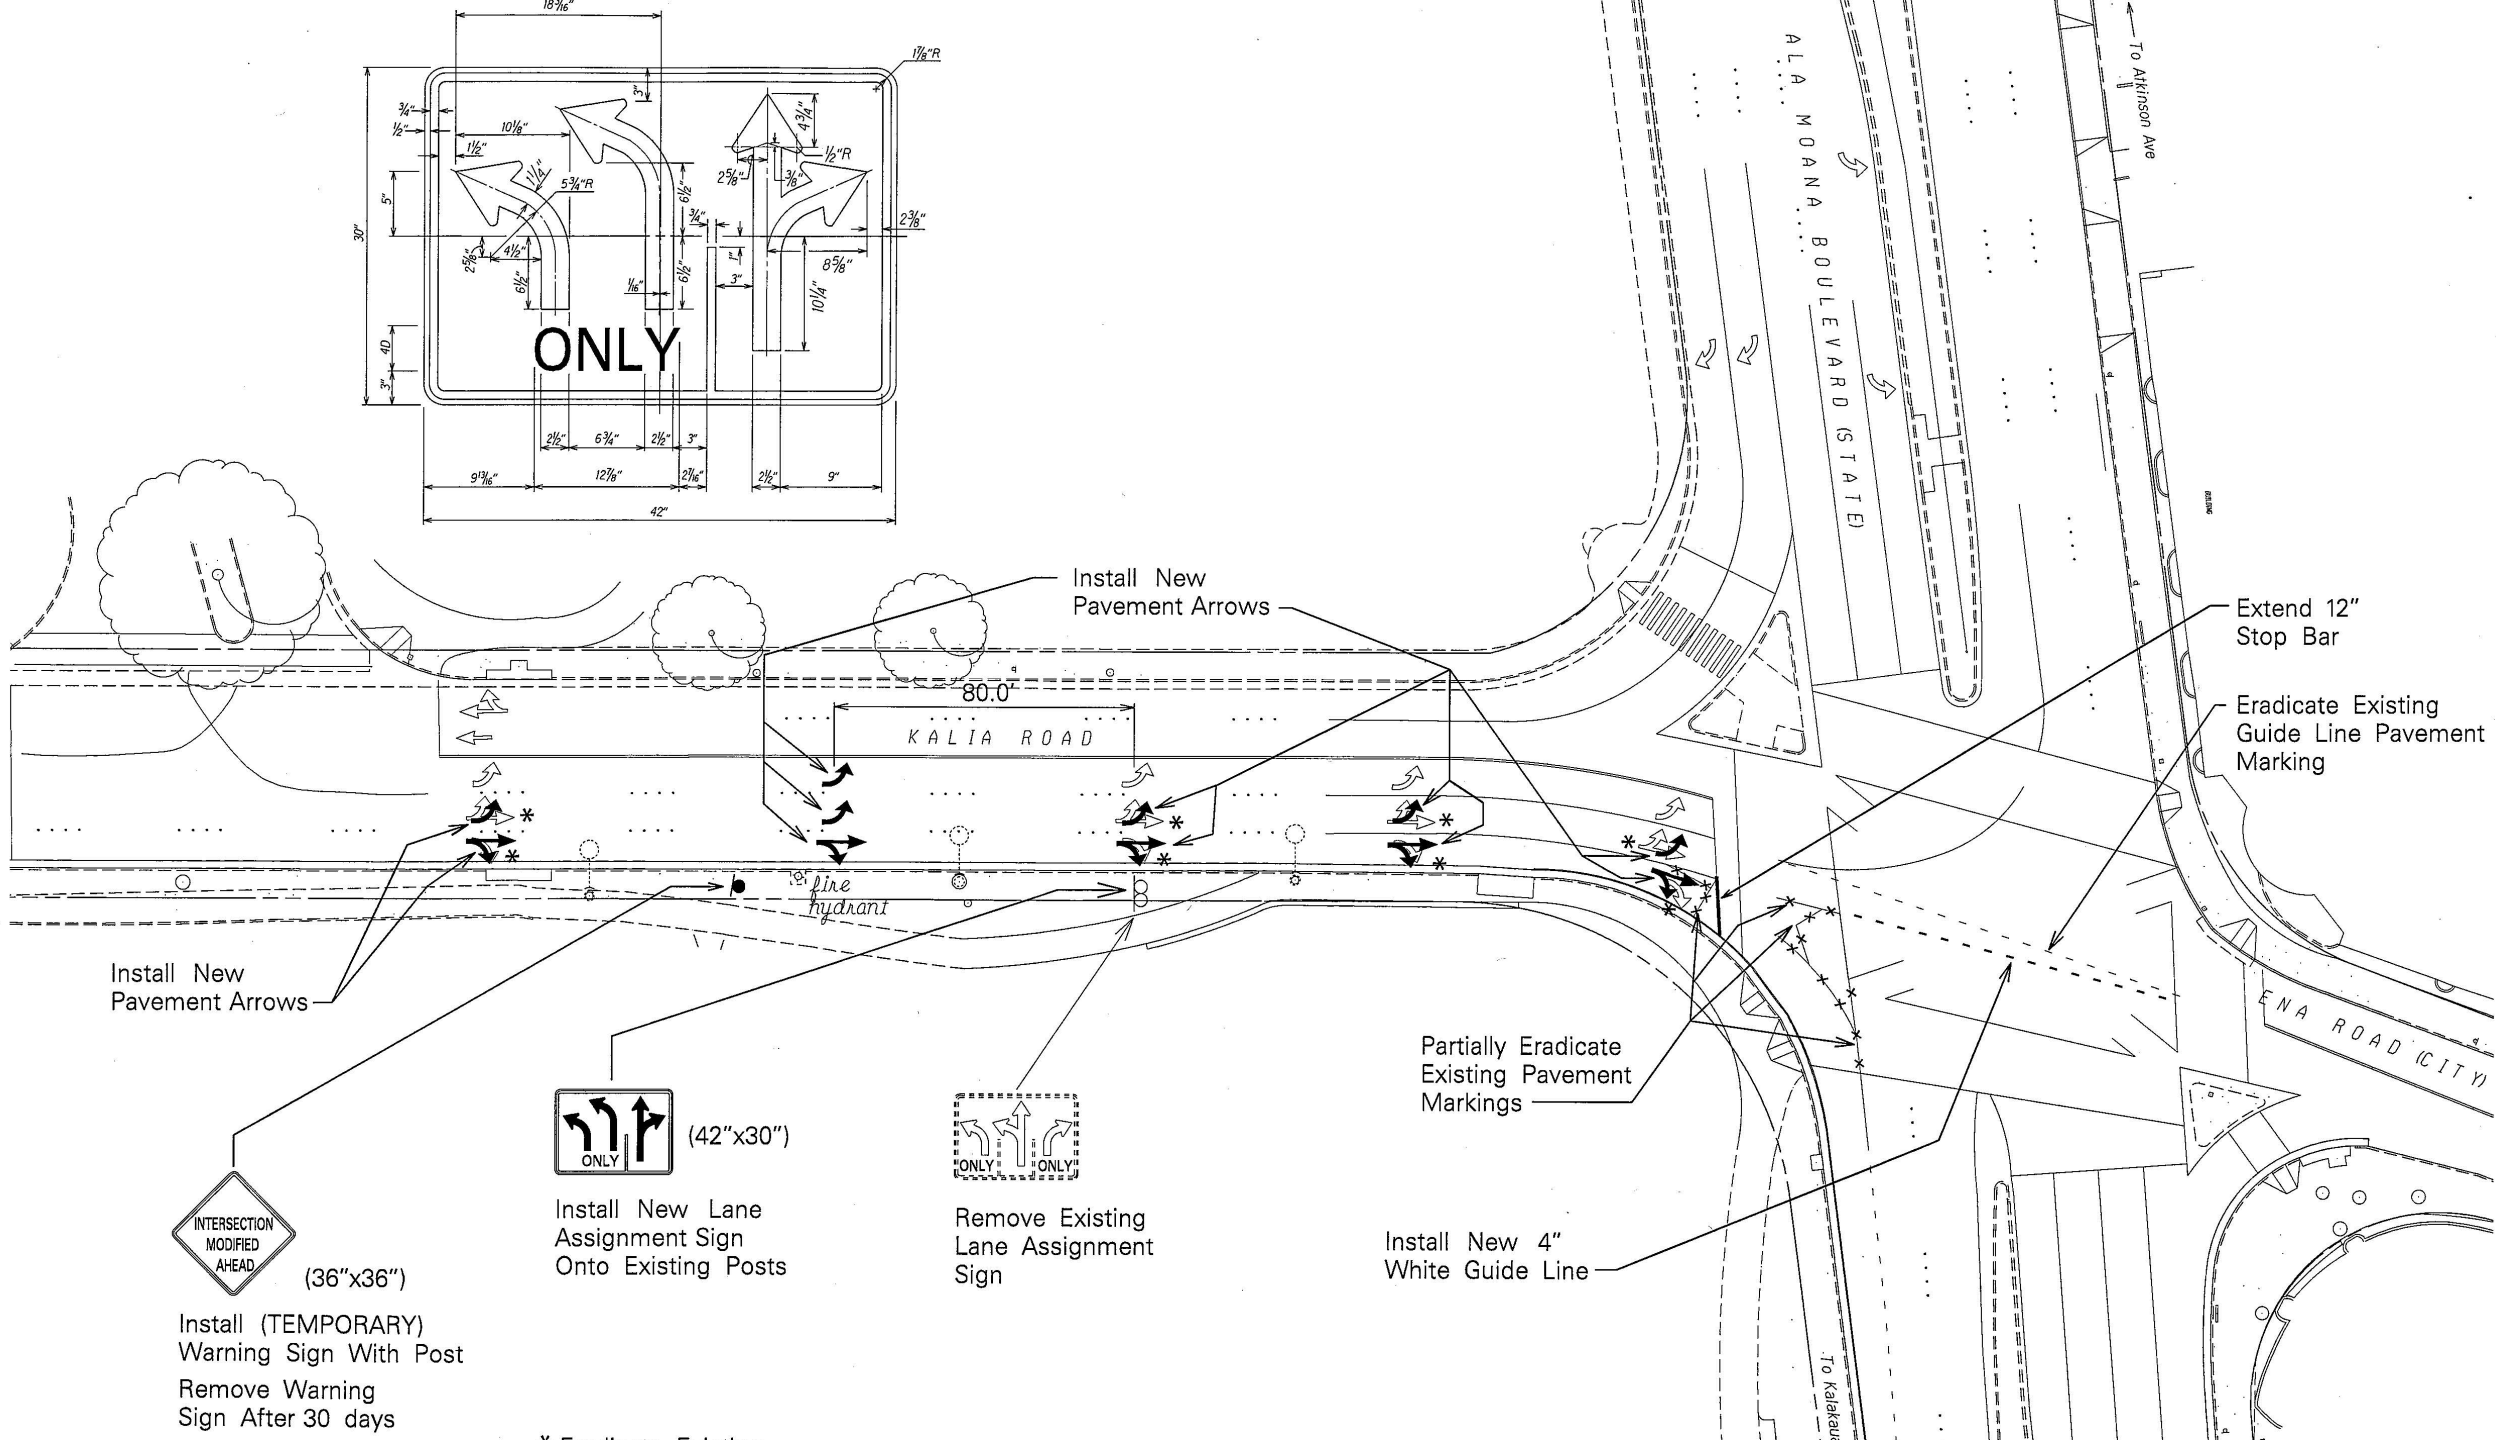 18 3/16"
1 7/8"R
3"
3/4"
1/2"
10 1/8"
1 1/2"
1 1/4"
5 3/4"R
4 3/4"
1/2"R
2 5/8"
3/8"
6 1/2"
3/4"
2 3/8"
5"
30"
2 5/8"
4 1/2"
6 1/2"
1/16"
6 1/2"
1"
3"
8 5/8"
10 1/4"
4D
3"
ONLY
2 1/2"
6 3/4"
2 1/2"
3"
9 13/16"
12 7/8"
2 7/16"
2 1/2"
9"
42"
ALA MOANA BOULEVARD (STATE)
To Atkinson Ave
Install New
Pavement Arrows
80.0'
KALIA ROAD
Extend 12"
Stop Bar
Eradicate Existing
Guide Line Pavement
Marking
*
*
*
*
*
*
*
*
fire
hydrant
Install New
Pavement Arrows
ENA ROAD (CITY)
Partially Eradicate
Existing Pavement
Markings
ONLY
(42"x30")
Install New Lane
Assignment Sign
Onto Existing Posts
ONLY
ONLY
Remove Existing
Lane Assignment
Sign
Install New 4"
White Guide Line
INTERSECTION
MODIFIED
AHEAD
(36"x36")
Install (TEMPORARY)
Warning Sign With Post
Remove Warning
Sign After 30 days
To Kalakaua